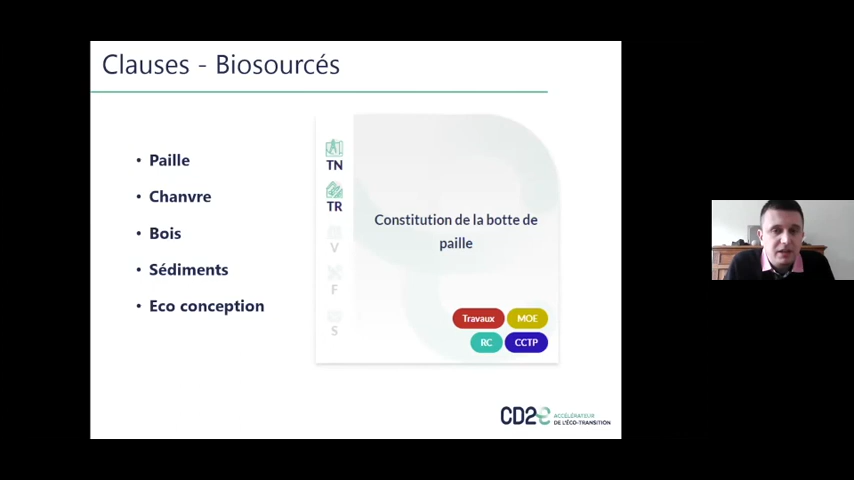 Clauses - Biosourcés
• Paille
• Chanvre
• Bois
• Sédiments
• Eco conception
TN
TR
V
F
S
Constitution de la botte de
paille
Travaux MOE
RC CCTP
CD2e ACCÉLÉRATEUR
DE L'ÉCO-TRANSITION